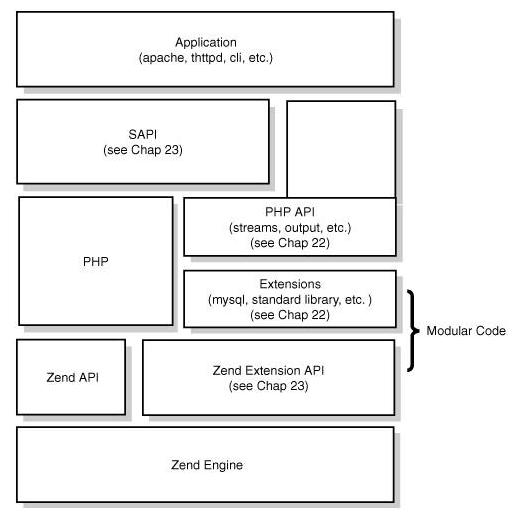 Application
(apache, thttpd, cli, etc.)
SAPI
(see Chap 23)
PHP API
(streams, output, etc.)
(see Chap 22)
PHP
Extensions
(mysql, standard library, etc. )
(see Chap 22)
Modular Code
Zend API
Zend Extension API
(see Chap 23)
Zend Engine